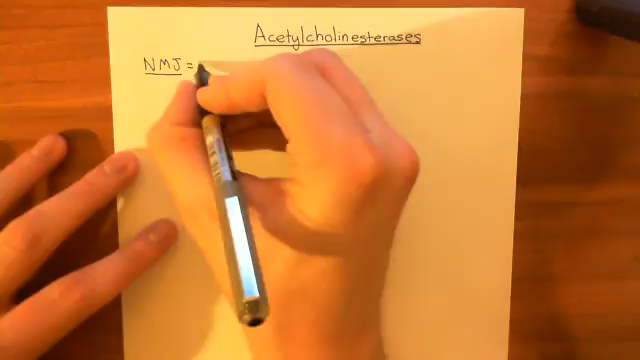 Acetylcholinesterases
NMJ =